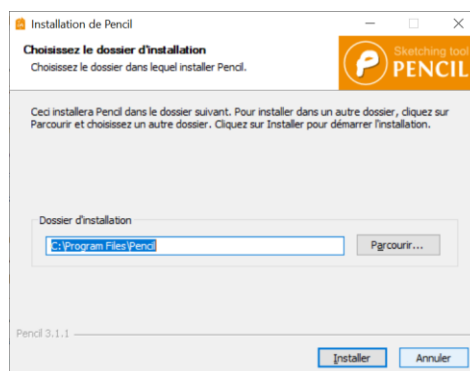 Installation de Pencil
Choisissez le dossier d'installation
Choisissez le dossier dans lequel installer Pencil.
Sketching tool
PENCIL
Ceci installera Pencil dans le dossier suivant. Pour installer dans un autre dossier, cliquez sur
Parcourir et choisissez un autre dossier. Cliquez sur Installer pour démarrer l'installation.
Dossier d'installation
C:\Program Files\Pencil
Parcourir...
Pencil 3.1.1
Installer
Annuler